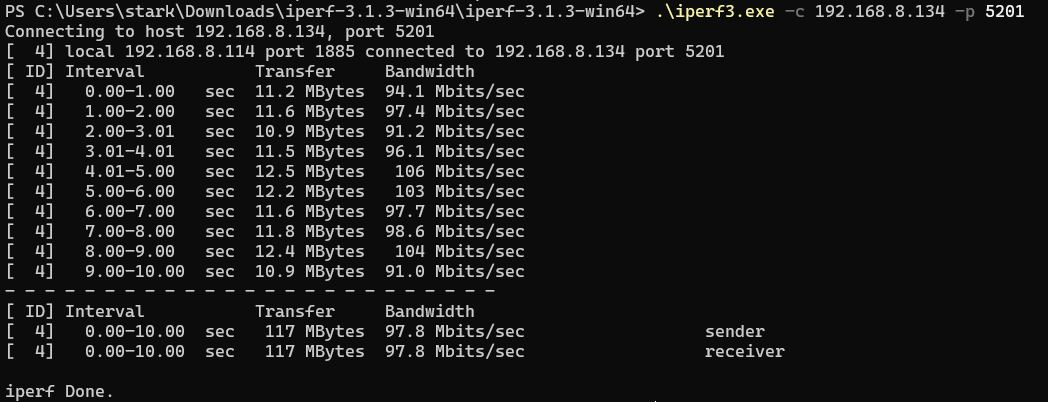 PS C:\Users\stark\Downloads\iperf-3.1.3-win64\iperf-3.1.3-win64> .\iperf3.exe -c 192.168.8.134 -p 5201
Connecting to host 192.168.8.134, port 5201
[  4] local 192.168.8.114 port 1885 connected to 192.168.8.134 port 5201
[ ID] Interval           Transfer     Bandwidth
[  4]   0.00-1.00   sec  11.2 MBytes  94.1 Mbits/sec
[  4]   1.00-2.00   sec  11.6 MBytes  97.4 Mbits/sec
[  4]   2.00-3.01   sec  10.9 MBytes  91.2 Mbits/sec
[  4]   3.01-4.01   sec  11.5 MBytes  96.1 Mbits/sec
[  4]   4.01-5.00   sec  12.5 MBytes   106 Mbits/sec
[  4]   5.00-6.00   sec  12.2 MBytes   103 Mbits/sec
[  4]   6.00-7.00   sec  11.6 MBytes  97.7 Mbits/sec
[  4]   7.00-8.00   sec  11.8 MBytes  98.6 Mbits/sec
[  4]   8.00-9.00   sec  12.4 MBytes   104 Mbits/sec
[  4]   9.00-10.00  sec  10.9 MBytes  91.0 Mbits/sec
- - - - - - - - - - - - - - - - - - - - - - - - -
[ ID] Interval           Transfer     Bandwidth
[  4]   0.00-10.00  sec   117 MBytes  97.8 Mbits/sec                  sender
[  4]   0.00-10.00  sec   117 MBytes  97.8 Mbits/sec                  receiver
iperf Done.